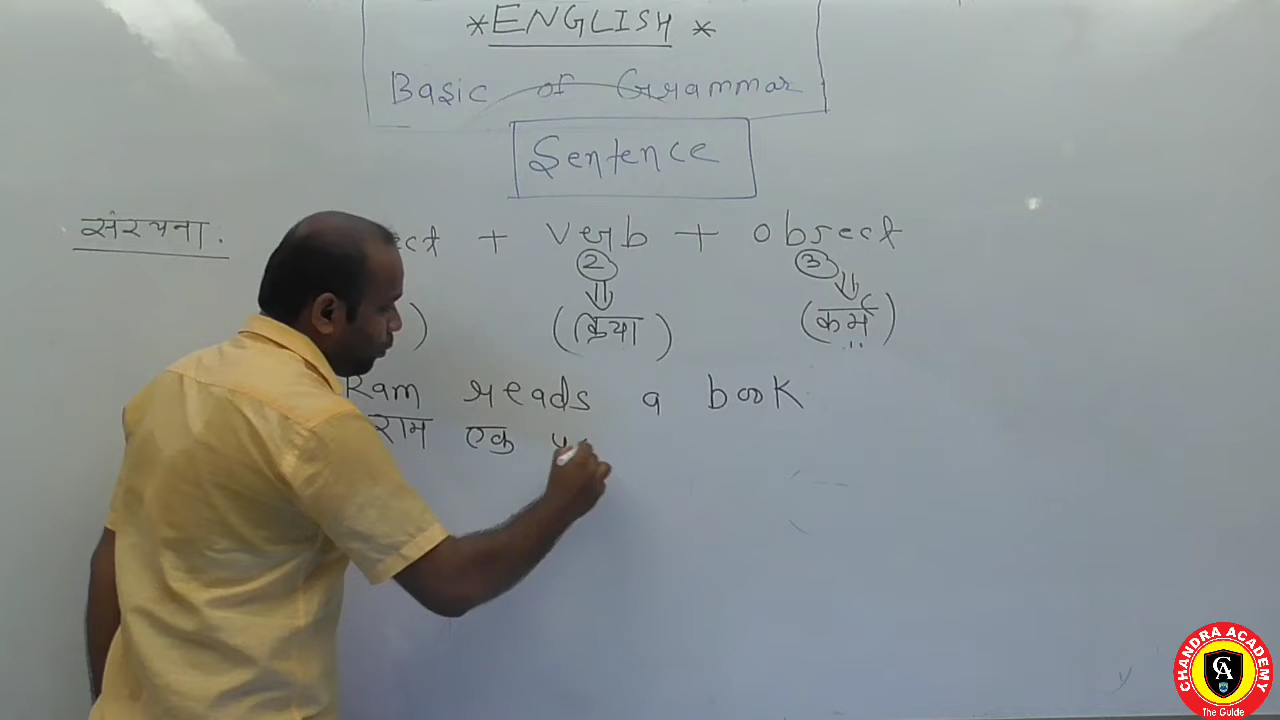 *ENGLISH*
Basic of Grammar
Sentence
संरचना. ect + verb + object
2 3
) (क्रिया) (कर्म)
Ram reads a book
राम एक
CHANDRA ACADEMY
CA
The Guide